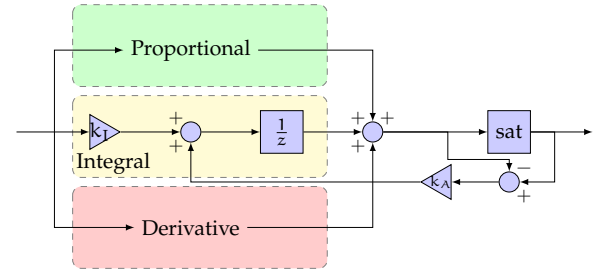 Proportional
k_I
+
+
1/z
+ +
+
sat
Integral
k_A
−
+
Derivative